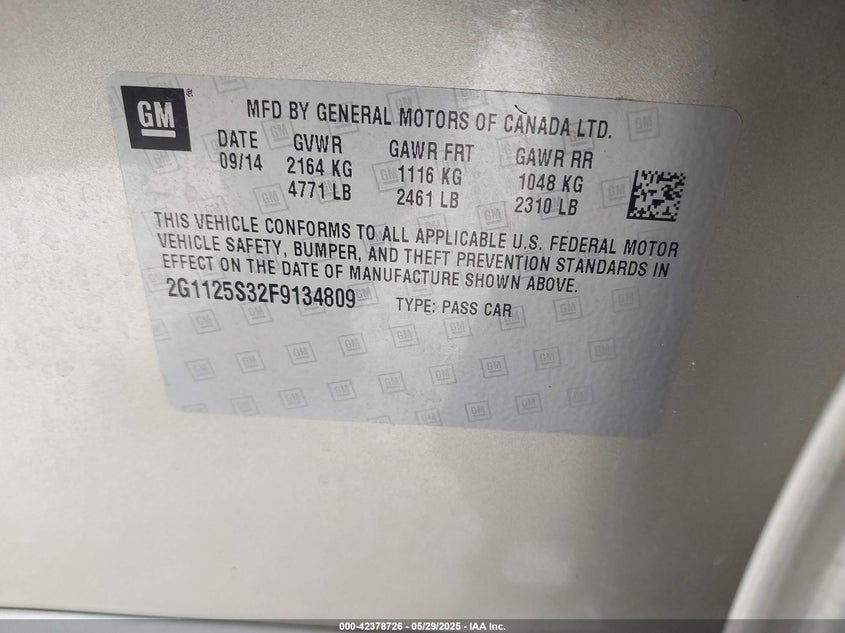 GM
MFD BY GENERAL MOTORS OF CANADA LTD.
DATE GVWR GAWR FRT GAWR RR
09/14 2164 KG 1116 KG 1048 KG
4771 LB 2461 LB 2310 LB
THIS VEHICLE CONFORMS TO ALL APPLICABLE U.S. FEDERAL MOTOR
VEHICLE SAFETY, BUMPER, AND THEFT PREVENTION STANDARDS IN
EFFECT ON THE DATE OF MANUFACTURE SHOWN ABOVE.
2G1125S32F9134809 TYPE: PASS CAR
000-42378726 - 05/29/2025 - IAA Inc.